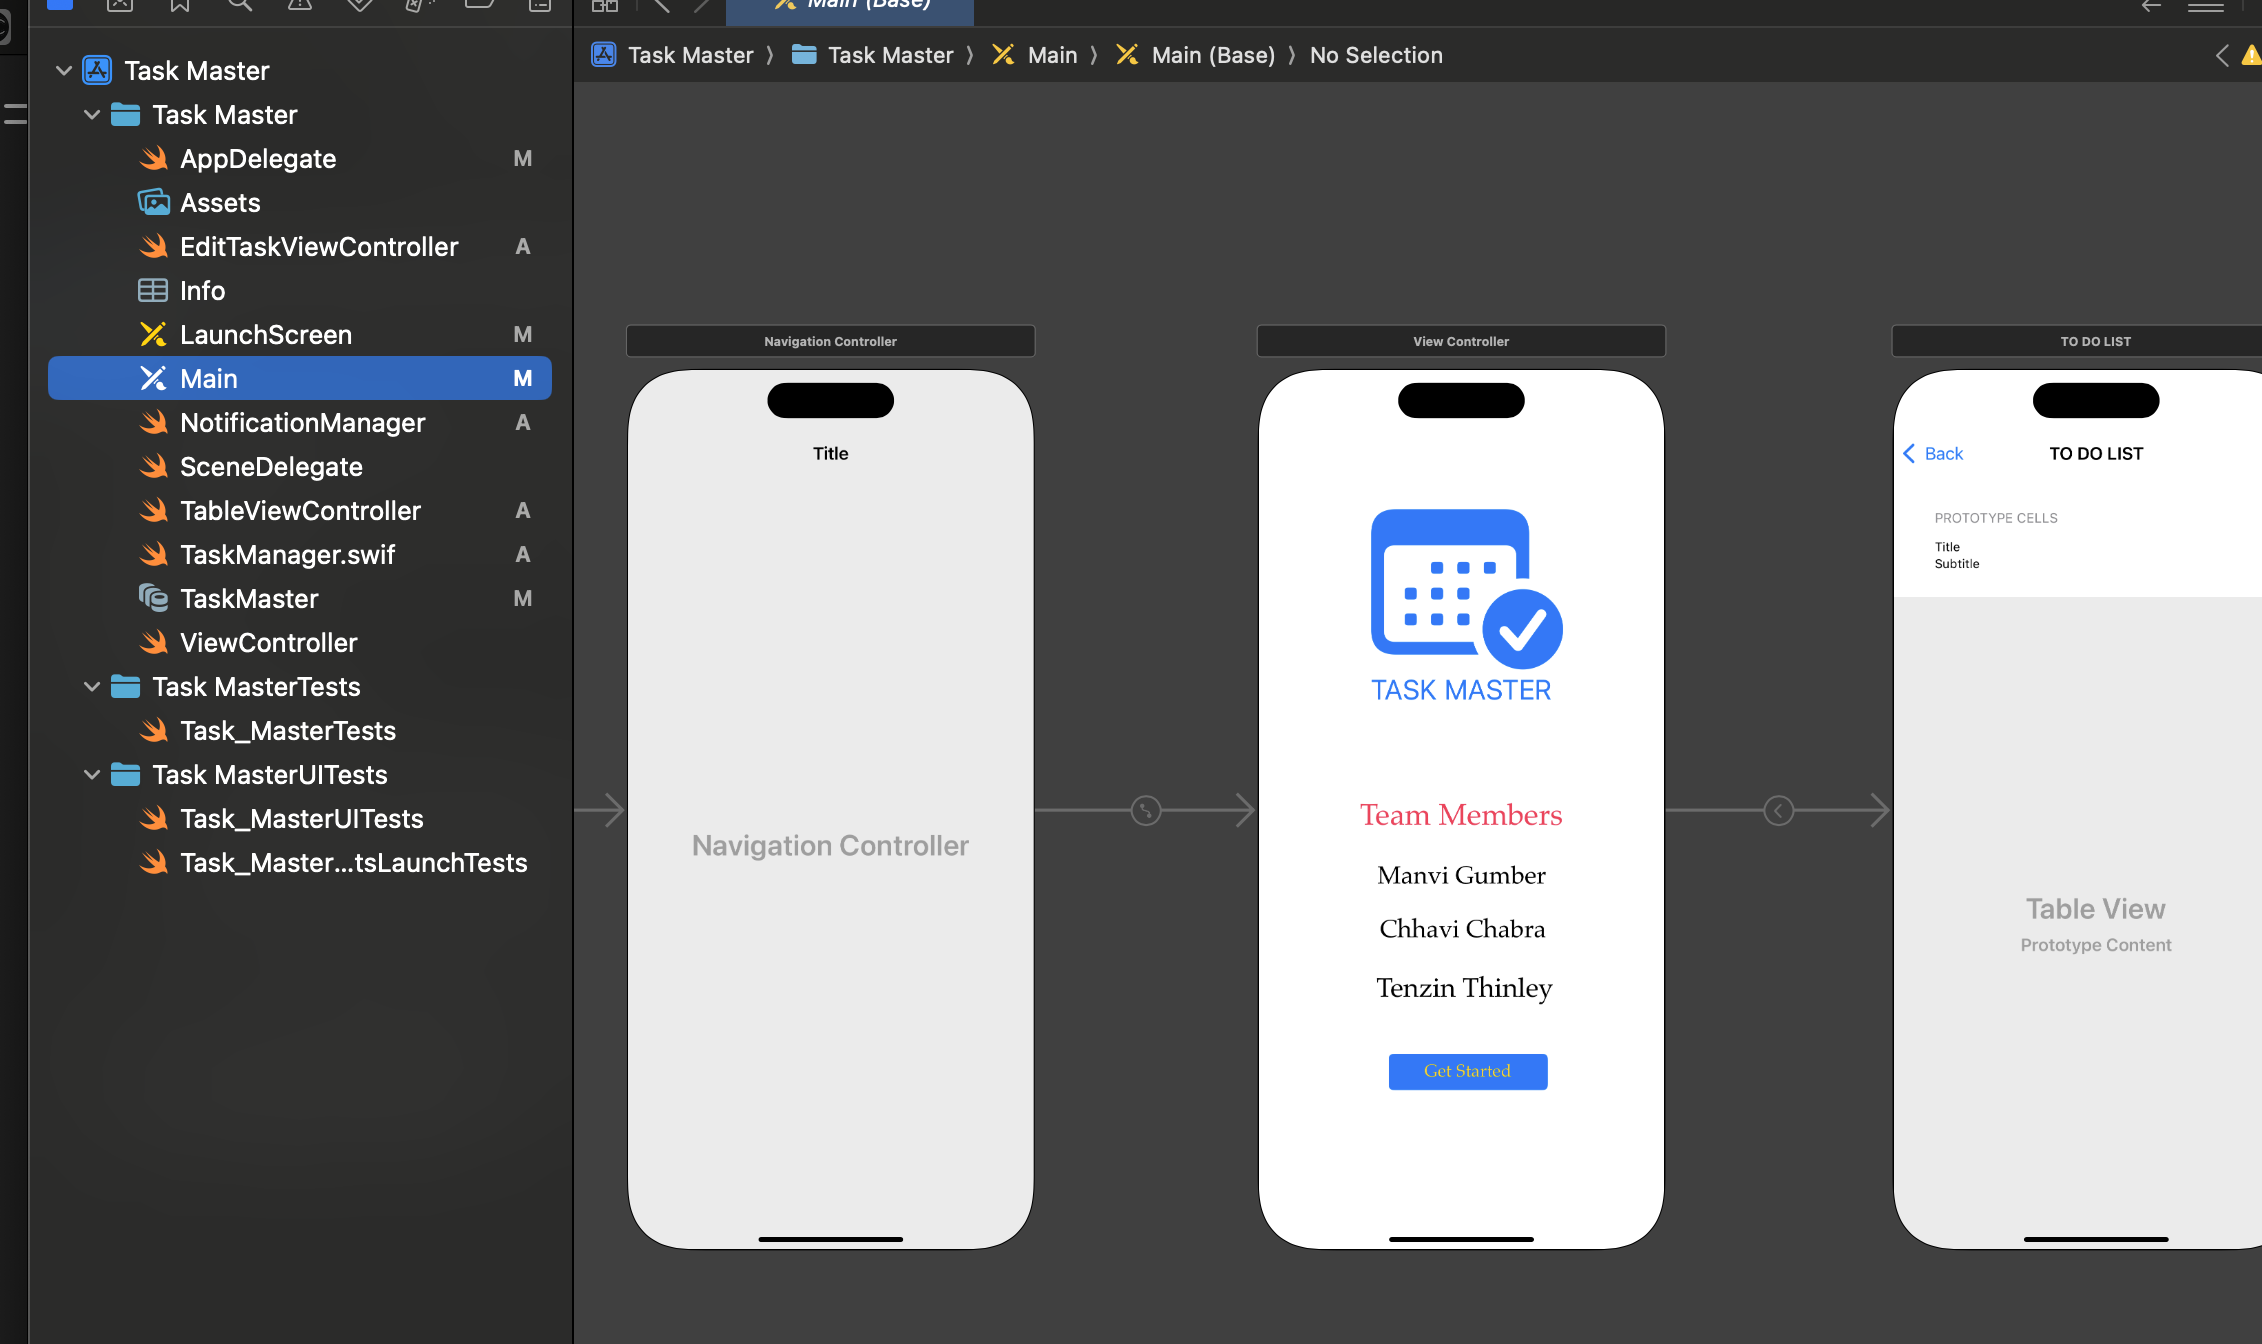 Main (Base)
Task Master
Task Master
AppDelegate M
Assets
EditTaskViewController A
Info
LaunchScreen M
Main M
NotificationManager A
SceneDelegate
TableViewController A
TaskManager.swif A
TaskMaster M
ViewController
Task MasterTests
Task_MasterTests
Task MasterUITests
Task_MasterUITests
Task_Master...tsLaunchTests
Task Master 〉 Task Master 〉 Main 〉 Main (Base) 〉 No Selection
Navigation Controller
Title
Navigation Controller
View Controller
TASK MASTER
Team Members
Manvi Gumber
Chhavi Chabra
Tenzin Thinley
Get Started
TO DO LIST
Back TO DO LIST
PROTOTYPE CELLS
Title
Subtitle
Table View
Prototype Content